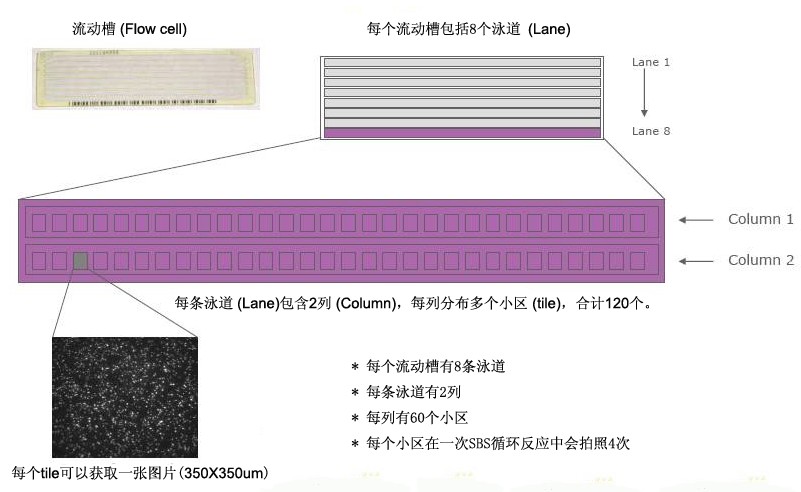 流动槽 (Flow cell)
每个流动槽包括8个泳道 (Lane)
Lane 1
Lane 8
Column 1
Column 2
每条泳道 (Lane)包含2列 (Column)，每列分布多个小区 (tile)，合计120个。
* 每个流动槽有8条泳道
* 每条泳道有2列
* 每列有60个小区
* 每个小区在一次SBS循环反应中会拍照4次
每个tile可以获取一张图片(350X350um)